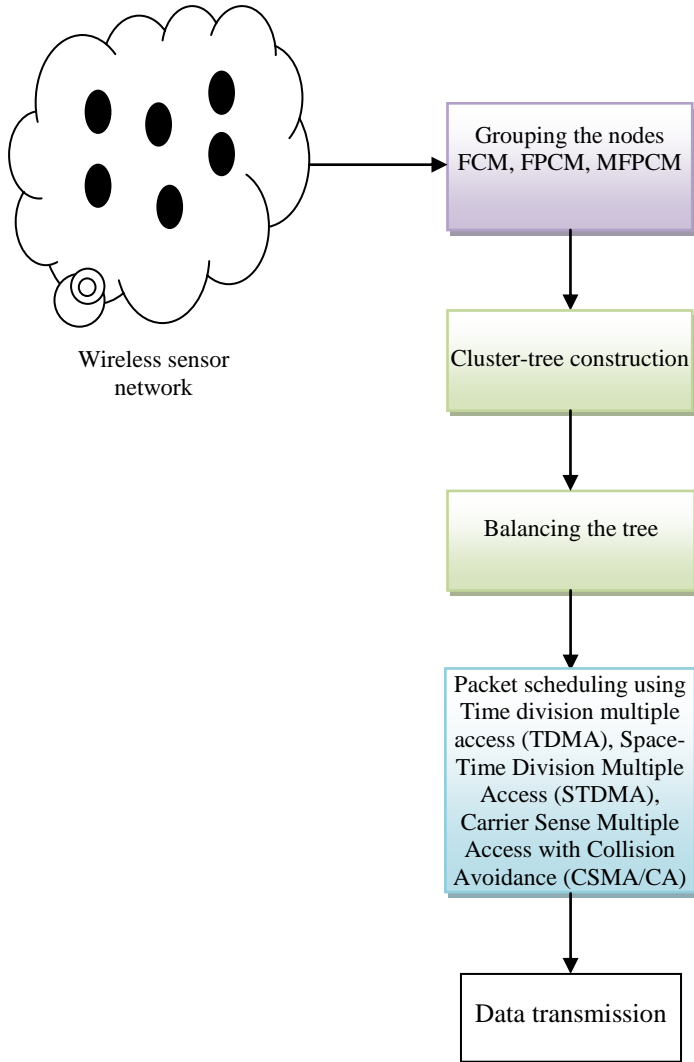 Grouping the nodes
FCM, FPCM, MFPCM
Wireless sensor
network
Cluster-tree construction
Balancing the tree
Packet scheduling using
Time division multiple
access (TDMA), Space-
Time Division Multiple
Access (STDMA),
Carrier Sense Multiple
Access with Collision
Avoidance (CSMA/CA)
Data transmission